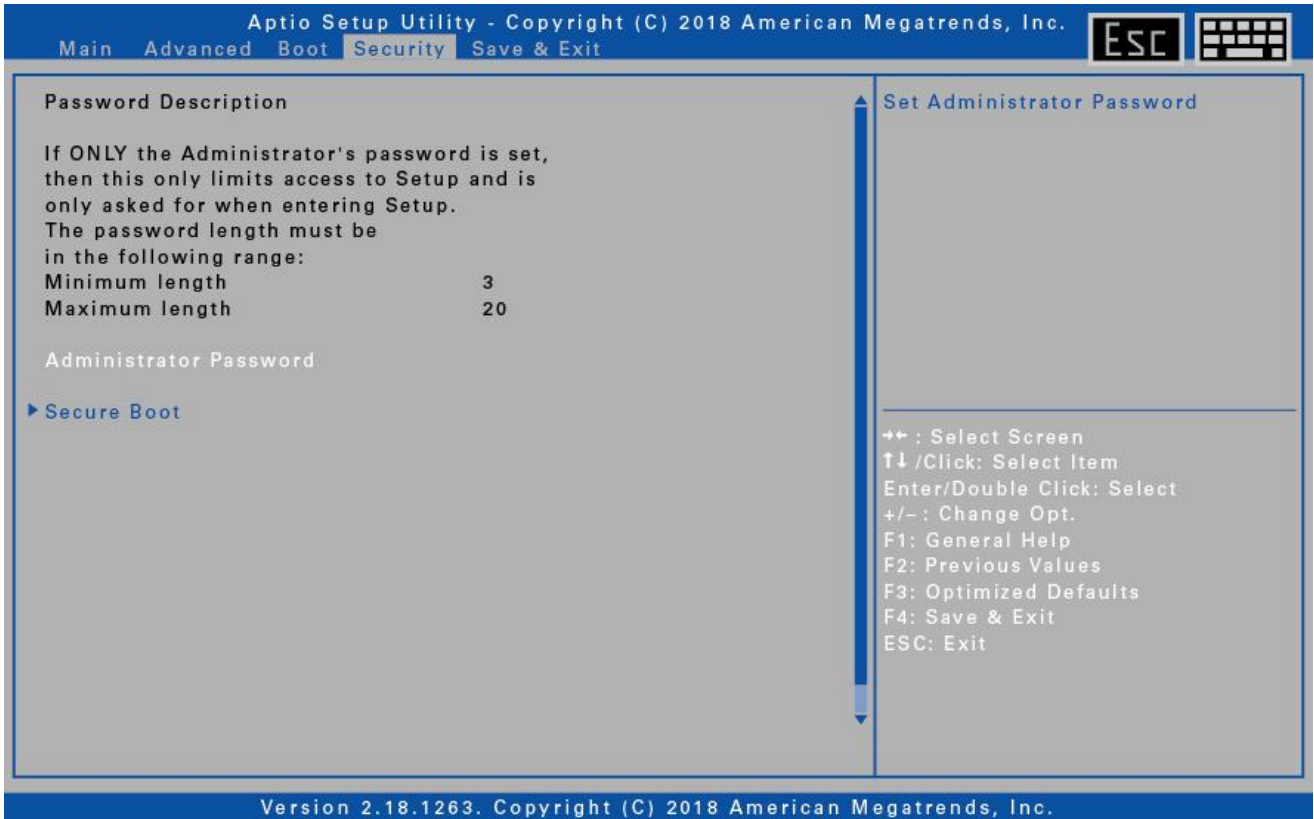 Aptio Setup Utility - Copyright (C) 2018 American Megatrends, Inc.
Main Advanced Boot Security Save & Exit
Esc
Password Description
If ONLY the Administrator's password is set,
then this only limits access to Setup and is
only asked for when entering Setup.
The password length must be
in the following range:
Minimum length 3
Maximum length 20
Administrator Password
Secure Boot
Set Administrator Password
→← : Select Screen
↑↓ /Click: Select Item
Enter/Double Click: Select
+/– : Change Opt.
F1: General Help
F2: Previous Values
F3: Optimized Defaults
F4: Save & Exit
ESC: Exit
Version 2.18.1263. Copyright (C) 2018 American Megatrends, Inc.